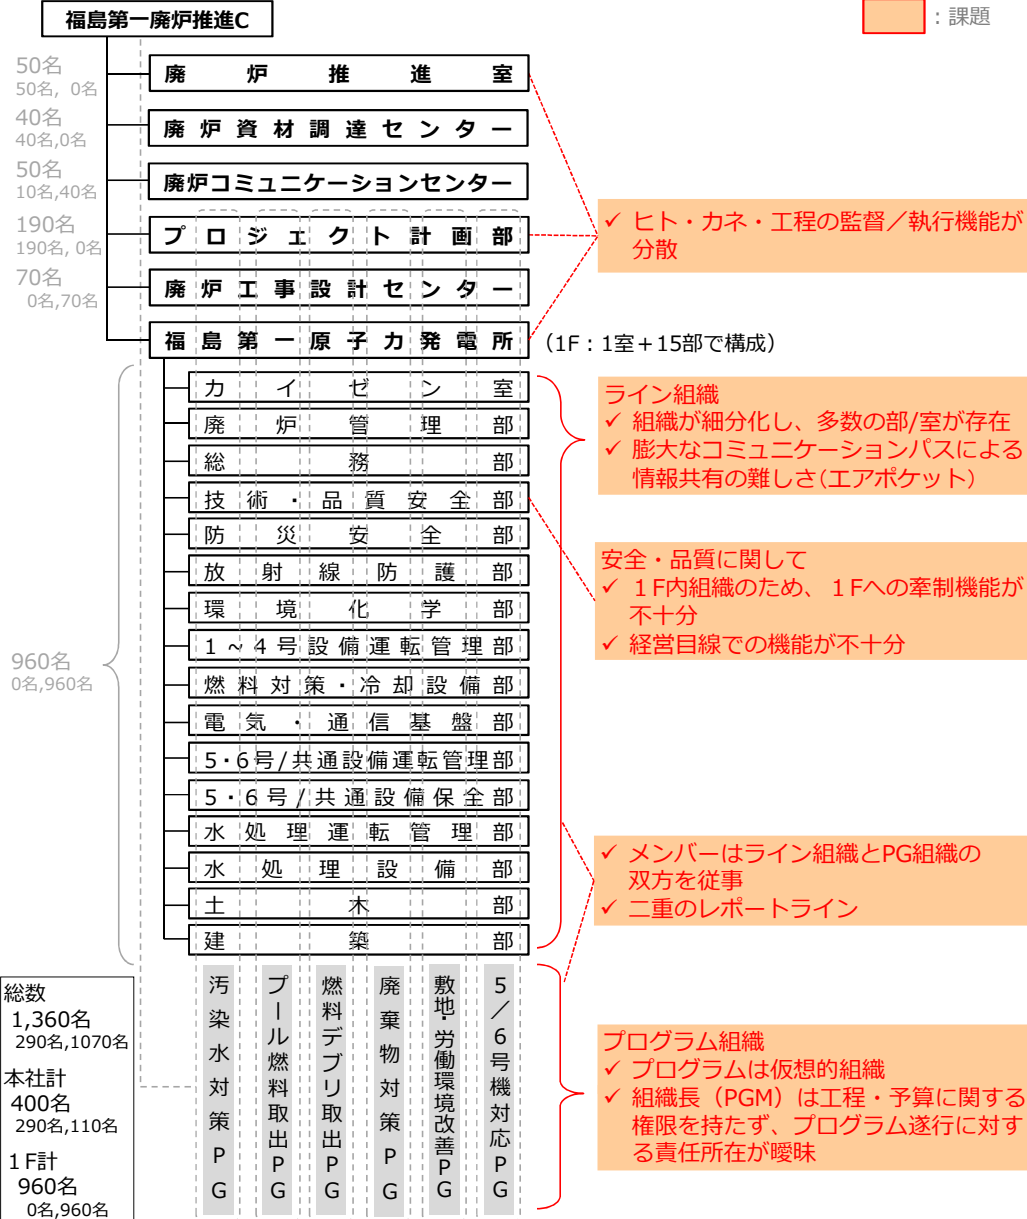 福島第一廃炉推進C
：課題
50名
50名, 0名
廃炉推進室
40名
40名,0名
廃炉資材調達センター
50名
10名,40名
廃炉コミュニケーションセンター
190名
190名, 0名
プロジェクト計画部
70名
0名,70名
廃炉工事設計センター
福島第一原子力発電所
（1F：1室＋15部で構成）
✓ ヒト・カネ・工程の監督／執行機能が
分散
960名
0名,960名
カイゼン室
廃炉管理部
総務部
技術・品質安全部
防災安全部
放射線防護部
環境化学部
1～4号設備運転管理部
燃料対策・冷却設備部
電気・通信基盤部
5・6号/共通設備運転管理部
5・6号/共通設備保全部
水処理運転管理部
水処理設備部
土木部
建築部
ライン組織
✓ 組織が細分化し、多数の部/室が存在
✓ 膨大なコミュニケーションパスによる
情報共有の難しさ(エアポケット)
安全・品質に関して
✓ １F内組織のため、１Fへの牽制機能が
不十分
✓ 経営目線での機能が不十分
✓ メンバーはライン組織とPG組織の
双方を従事
✓ 二重のレポートライン
汚染水対策PG
プール燃料取出PG
燃料デブリ取出PG
廃棄物対策PG
敷地・労働環境改善PG
5／6号機対応PG
プログラム組織
✓ プログラムは仮想的組織
✓ 組織長（PGM）は工程・予算に関する
権限を持たず、プログラム遂行に対す
る責任所在が曖昧
総数
1,360名
290名,1070名
本社計
400名
290名,110名
１F計
960名
0名,960名